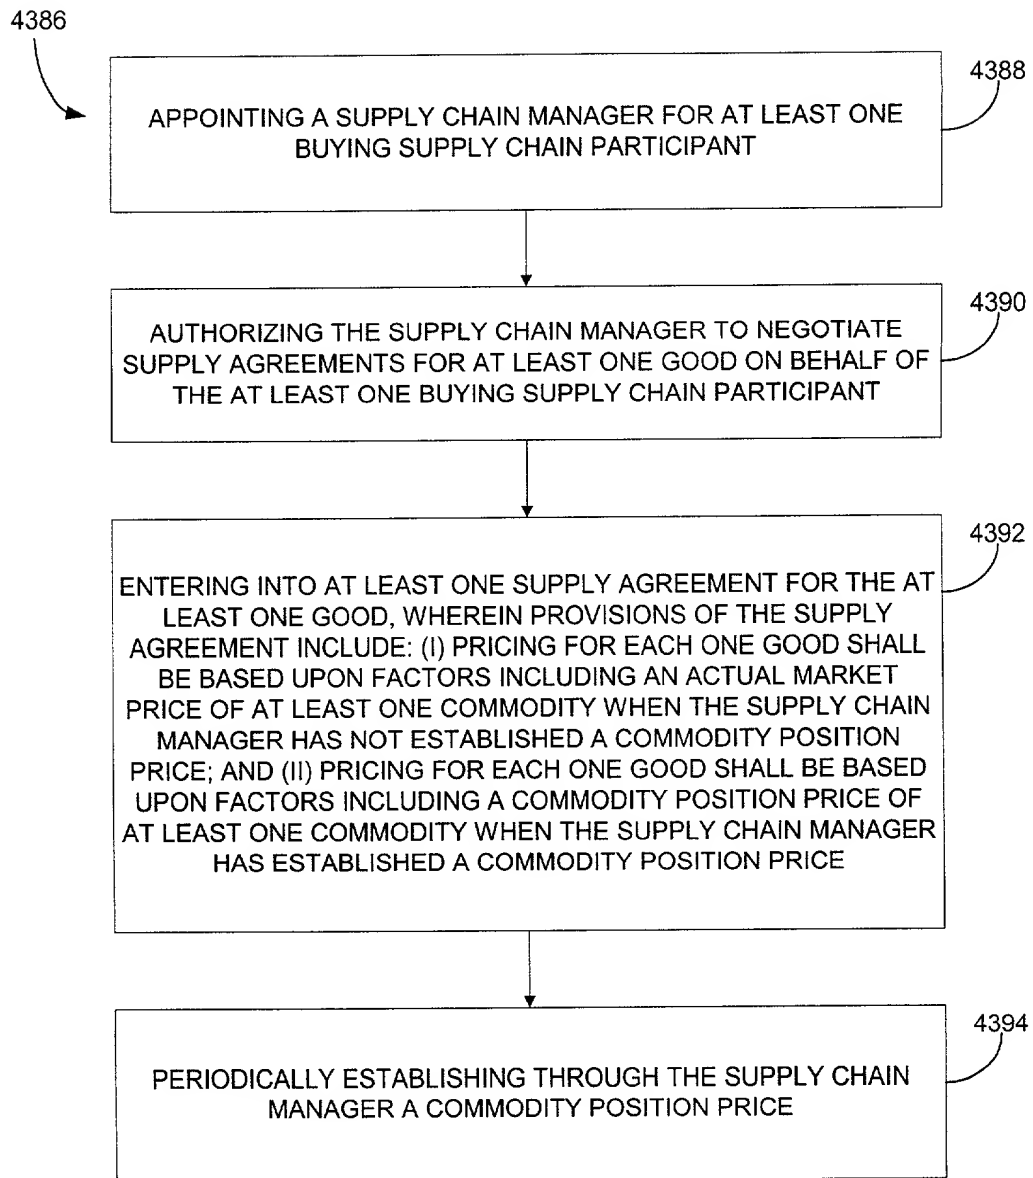 4386
4388
APPOINTING A SUPPLY CHAIN MANAGER FOR AT LEAST ONE
BUYING SUPPLY CHAIN PARTICIPANT
4390
AUTHORIZING THE SUPPLY CHAIN MANAGER TO NEGOTIATE
SUPPLY AGREEMENTS FOR AT LEAST ONE GOOD ON BEHALF OF
THE AT LEAST ONE BUYING SUPPLY CHAIN PARTICIPANT
4392
ENTERING INTO AT LEAST ONE SUPPLY AGREEMENT FOR THE AT
LEAST ONE GOOD, WHEREIN PROVISIONS OF THE SUPPLY
AGREEMENT INCLUDE: (I) PRICING FOR EACH ONE GOOD SHALL
BE BASED UPON FACTORS INCLUDING AN ACTUAL MARKET
PRICE OF AT LEAST ONE COMMODITY WHEN THE SUPPLY CHAIN
MANAGER HAS NOT ESTABLISHED A COMMODITY POSITION
PRICE; AND (II) PRICING FOR EACH ONE GOOD SHALL BE BASED
UPON FACTORS INCLUDING A COMMODITY POSITION PRICE OF
AT LEAST ONE COMMODITY WHEN THE SUPPLY CHAIN MANAGER
HAS ESTABLISHED A COMMODITY POSITION PRICE
4394
PERIODICALLY ESTABLISHING THROUGH THE SUPPLY CHAIN
MANAGER A COMMODITY POSITION PRICE